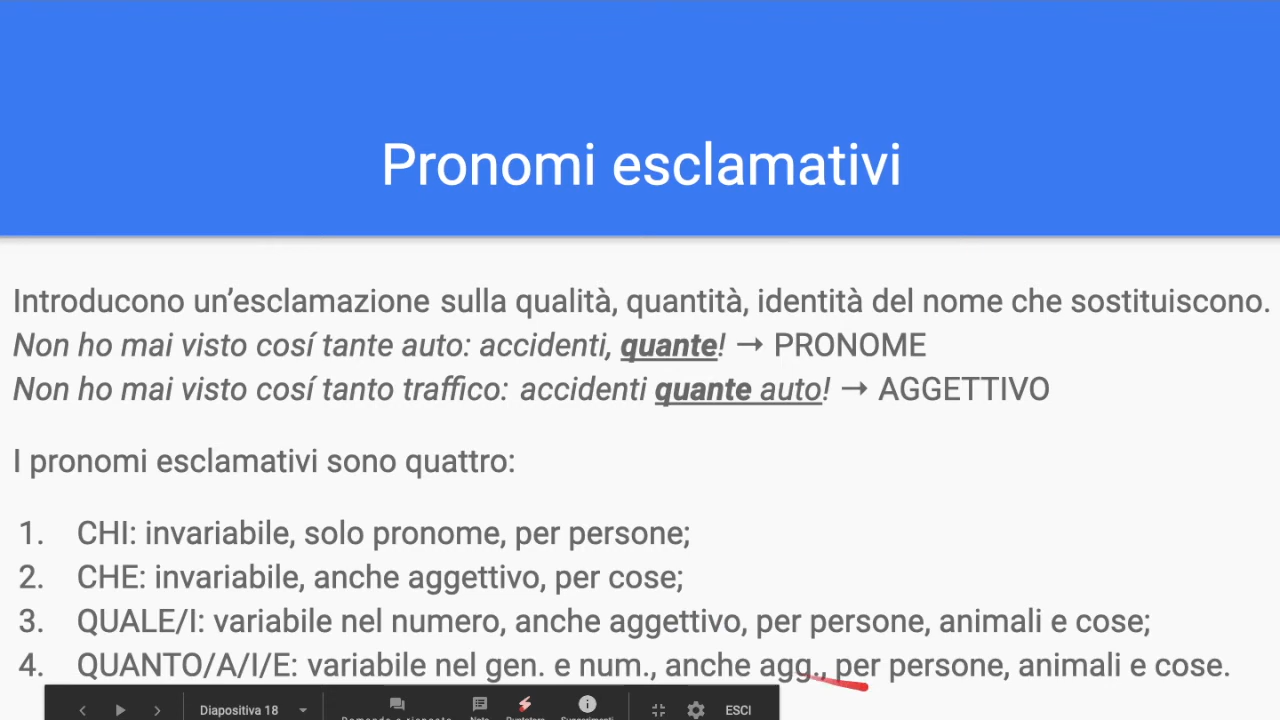 Pronomi esclamativi
Introducono un’esclamazione sulla qualità, quantità, identità del nome che sostituiscono.
Non ho mai visto cosí tante auto: accidenti, quante! → PRONOME
Non ho mai visto cosí tanto traffico: accidenti quante auto! → AGGETTIVO
I pronomi esclamativi sono quattro:
1. CHI: invariabile, solo pronome, per persone;
2. CHE: invariabile, anche aggettivo, per cose;
3. QUALE/I: variabile nel numero, anche aggettivo, per persone, animali e cose;
4. QUANTO/A/I/E: variabile nel gen. e num., anche agg., per persone, animali e cose.
Diapositiva 18 ESCI